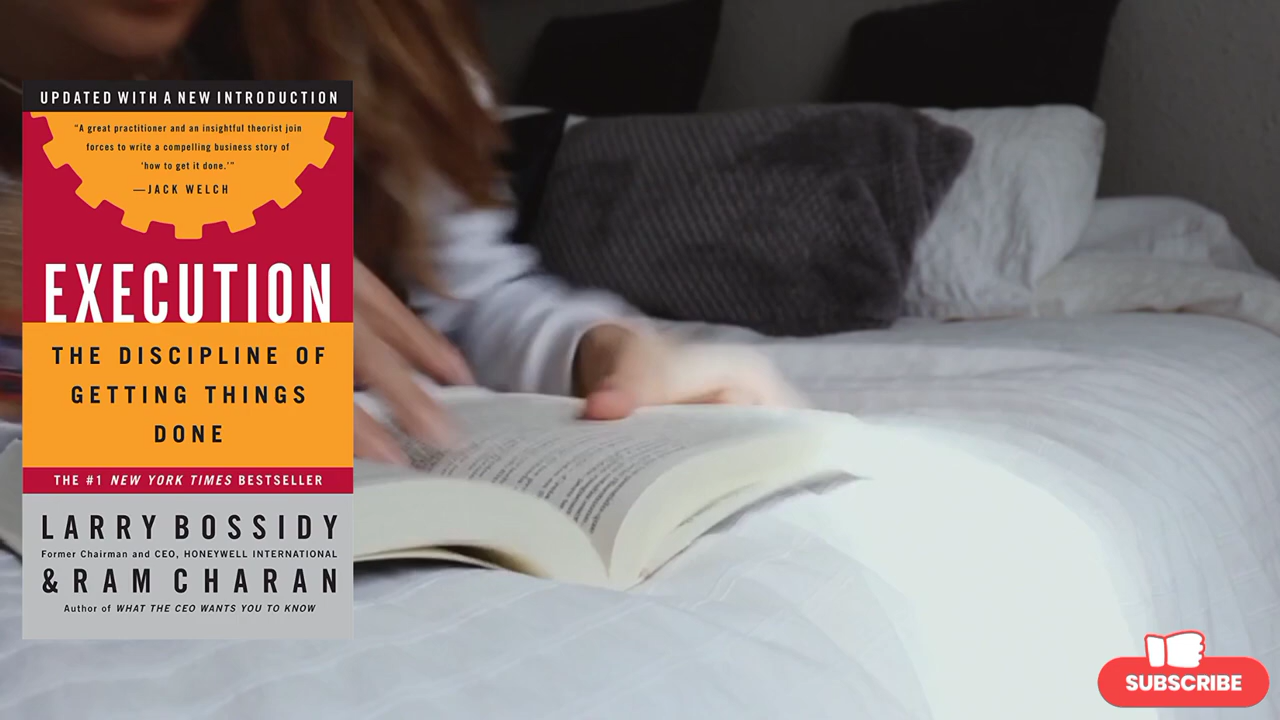 UPDATED WITH A NEW INTRODUCTION
"A great practitioner and an insightful theorist join
forces to write a compelling business story of
'how to get it done.'"
—JACK WELCH
EXECUTION
THE DISCIPLINE OF
GETTING THINGS
DONE
THE #1 NEW YORK TIMES BESTSELLER
LARRY BOSSIDY
Former Chairman and CEO, HONEYWELL INTERNATIONAL
& RAM CHARAN
Author of WHAT THE CEO WANTS YOU TO KNOW
SUBSCRIBE